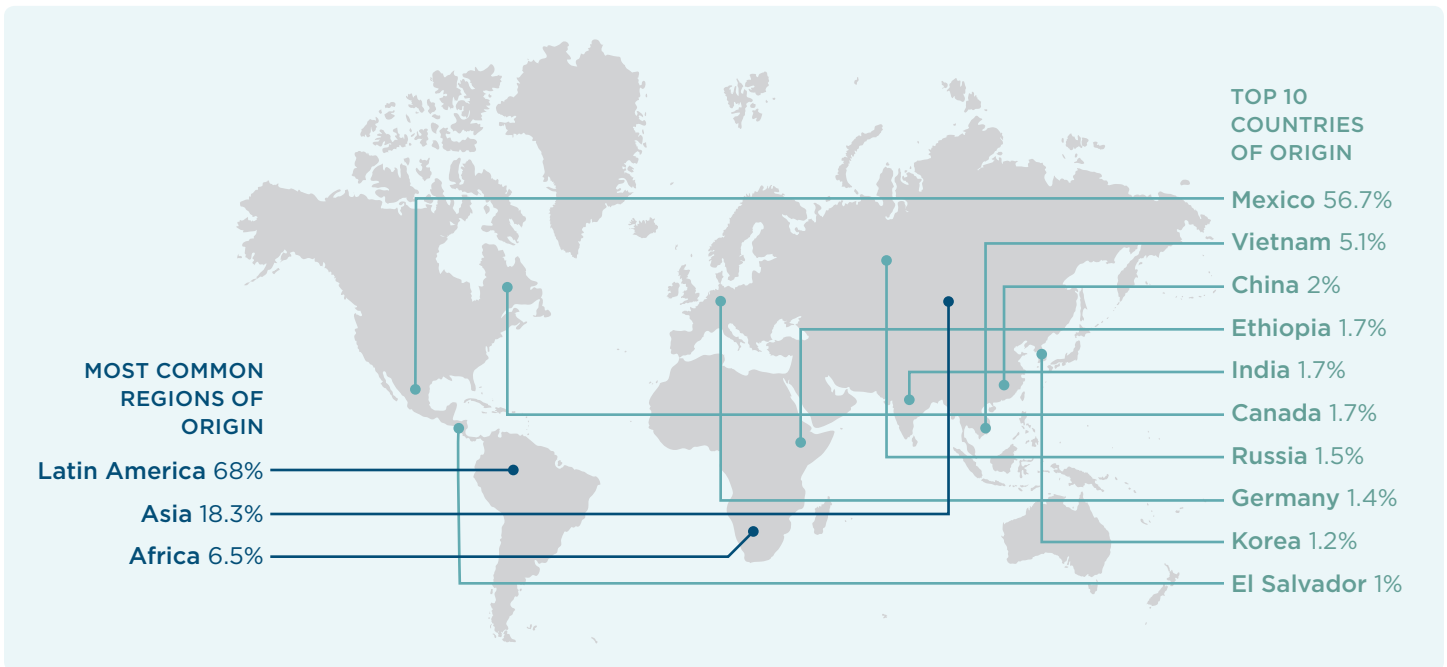 MOST COMMON
REGIONS OF
ORIGIN
Latin America 68%
Asia 18.3%
Africa 6.5%
TOP 10
COUNTRIES
OF ORIGIN
Mexico 56.7%
Vietnam 5.1%
China 2%
Ethiopia 1.7%
India 1.7%
Canada 1.7%
Russia 1.5%
Germany 1.4%
Korea 1.2%
El Salvador 1%